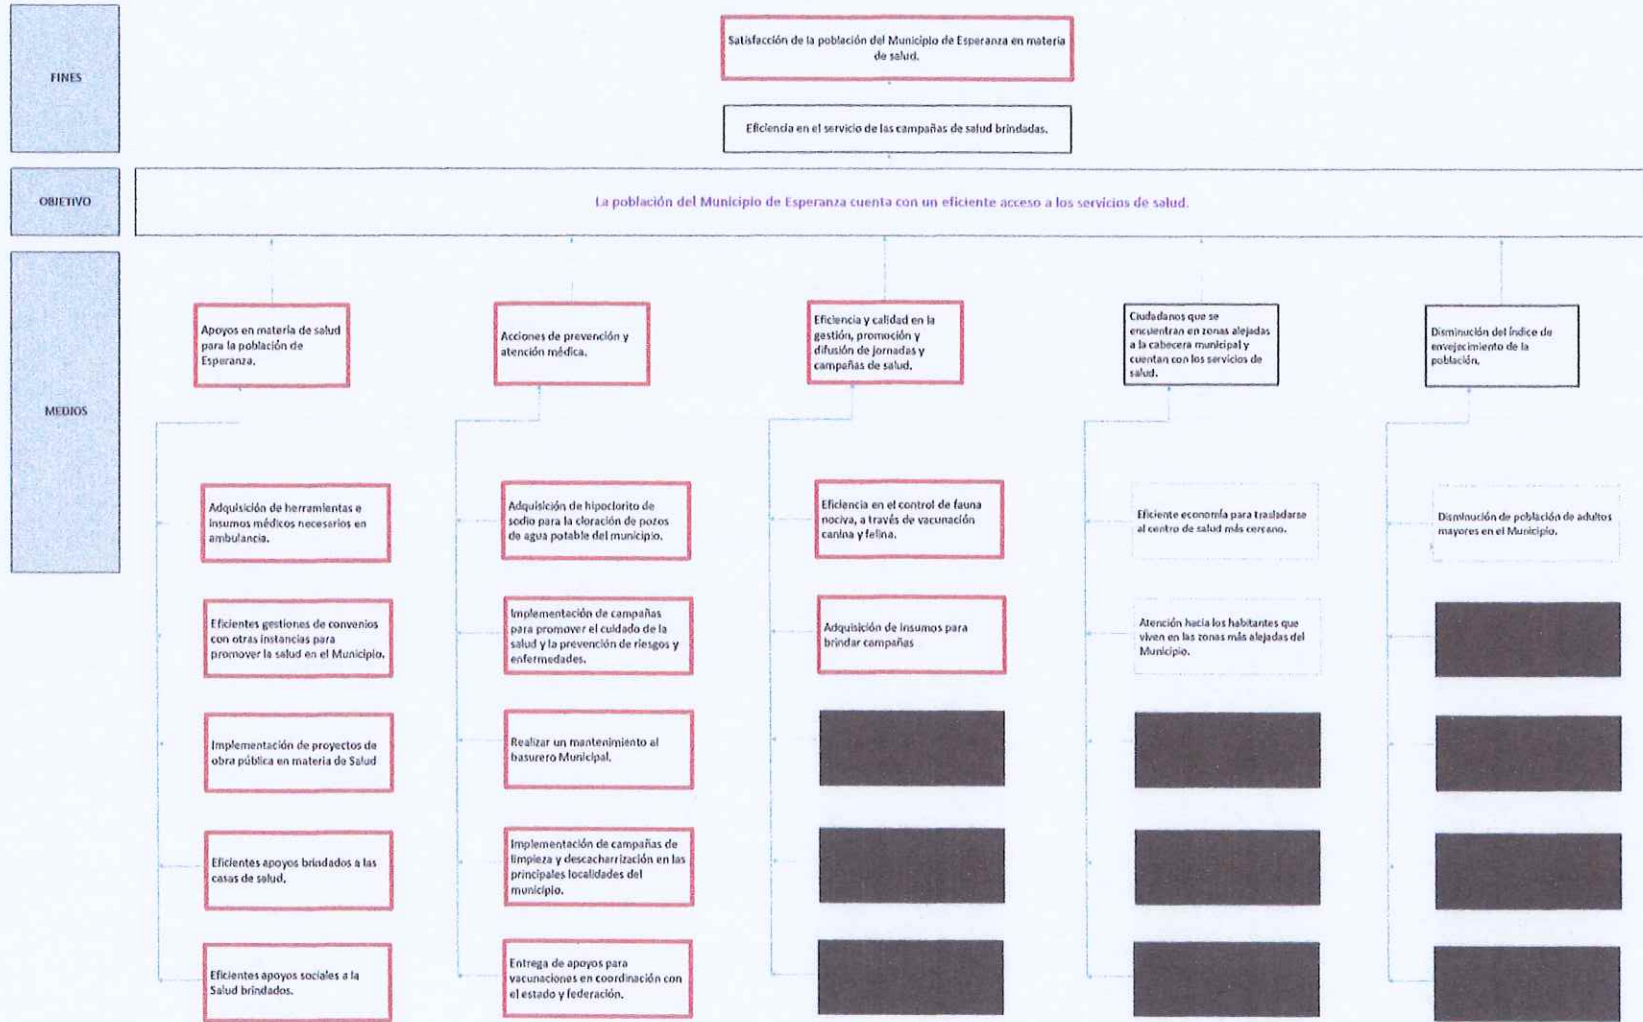 FINES
Satisfacción de la población del Municipio de Esperanza en materia
de salud.
Eficiencia en el servicio de las campañas de salud brindadas.
OBJETIVO
La población del Municipio de Esperanza cuenta con un eficiente acceso a los servicios de salud.
MEDIOS
Apoyos en materia de salud
para la población de
Esperanza.
Acciones de prevención y
atención médica.
Eficiencia y calidad en la
gestión, promoción y
difusión de jornadas y
campañas de salud.
Ciudadanos que se
encuentran en zonas alejadas
a la cabecera municipal y
cuentan con los servicios de
salud.
Disminución del índice de
envejecimiento de la
población.
Adquisición de herramientas e
insumos médicos necesarios en
ambulancia.
Adquisición de hipoclorito de
sodio para la cloración de pozos
de agua potable del municipio.
Eficiencia en el control de fauna
nociva, a través de vacunación
canina y felina.
Eficiente economía para trasladarse
al centro de salud más cercano.
Disminución de población de adultos
mayores en el Municipio.
Eficientes gestiones de convenios
con otras instancias para
promover la salud en el Municipio.
Implementación de campañas
para promover el cuidado de la
salud y la prevención de riesgos y
enfermedades.
Adquisición de insumos para
brindar campañas
Atención hacía los habitantes que
viven en las zonas más alejadas del
Municipio.
Implementación de proyectos de
obra pública en materia de Salud
Realizar un mantenimiento al
basurero Municipal.
Eficientes apoyos brindados a las
casas de salud.
Implementación de campañas de
limpieza y descacharrización en las
principales localidades del
municipio.
Eficientes apoyos sociales a la
Salud brindados.
Entrega de apoyos para
vacunaciones en coordinación con
el estado y federación.